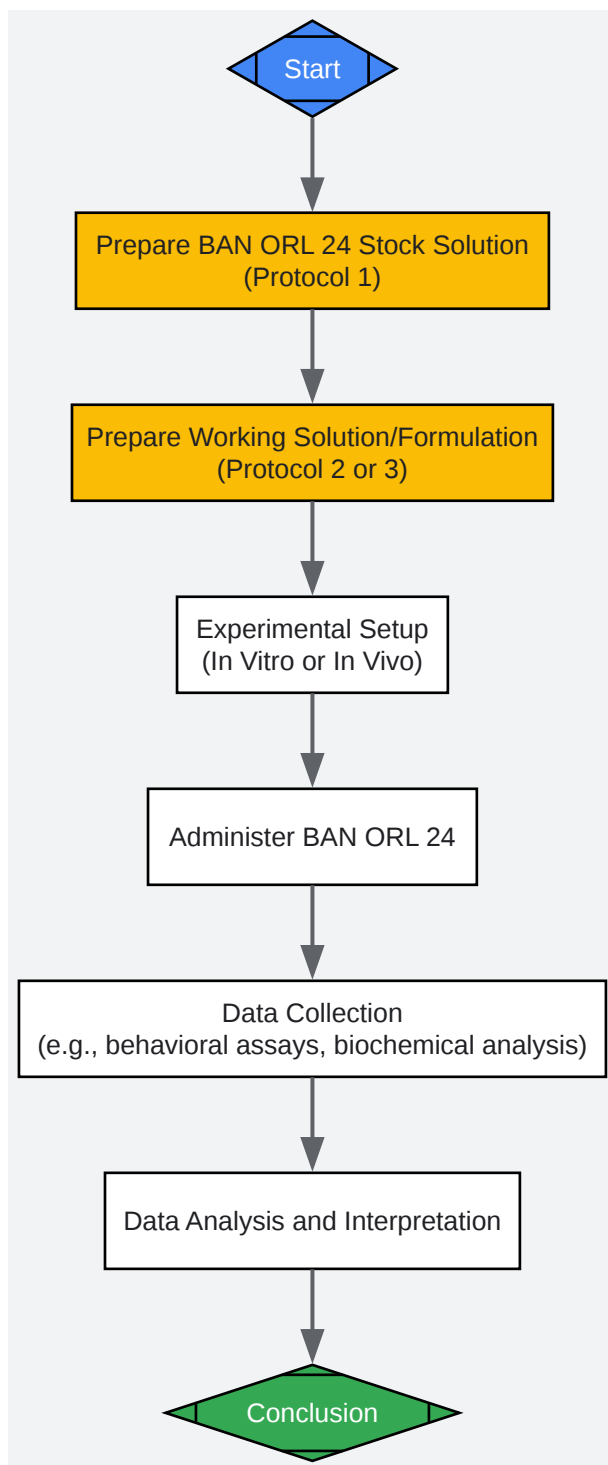 Start
Prepare BAN ORL 24 Stock Solution
(Protocol 1)
Prepare Working Solution/Formulation
(Protocol 2 or 3)
Experimental Setup
(In Vitro or In Vivo)
Administer BAN ORL 24
Data Collection
(e.g., behavioral assays, biochemical analysis)
Data Analysis and Interpretation
Conclusion